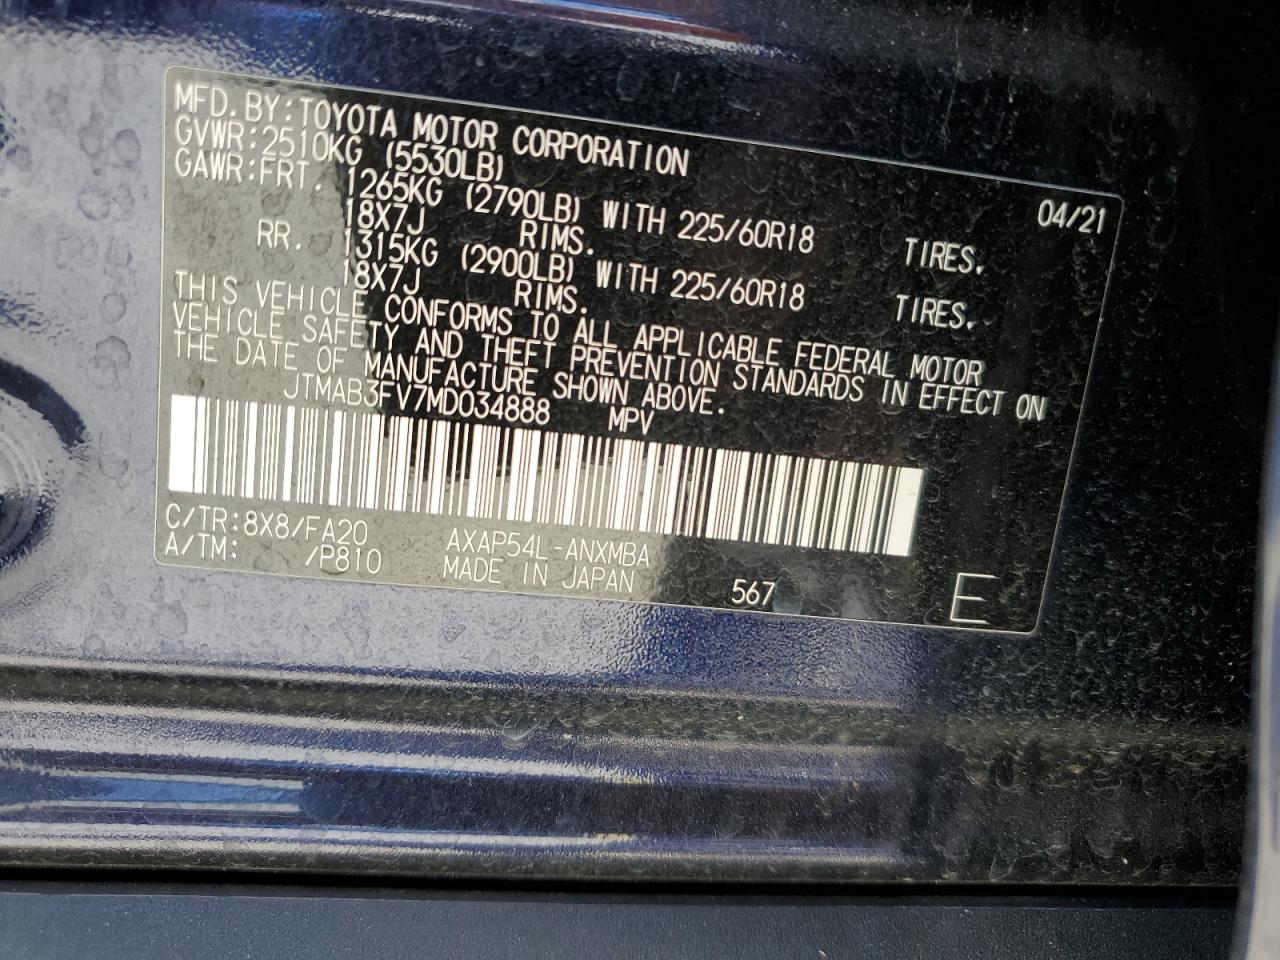 MFD. BY: TOYOTA MOTOR CORPORATION 04/21
GVWR: 2510KG (5530LB)
GAWR: FRT. 1265KG (2790LB) WITH 225/60R18 TIRES.
18X7J RIMS.
RR. 1315KG (2900LB) WITH 225/60R18 TIRES.
18X7J RIMS.
THIS VEHICLE CONFORMS TO ALL APPLICABLE FEDERAL MOTOR
VEHICLE SAFETY AND THEFT PREVENTION STANDARDS IN EFFECT ON
THE DATE OF MANUFACTURE SHOWN ABOVE.
JTMAB3FV7MD034888 MPV
C/TR: 8X8/FA20 AXAP54L-ANXMBA
A/TM: /P810 MADE IN JAPAN 567 E